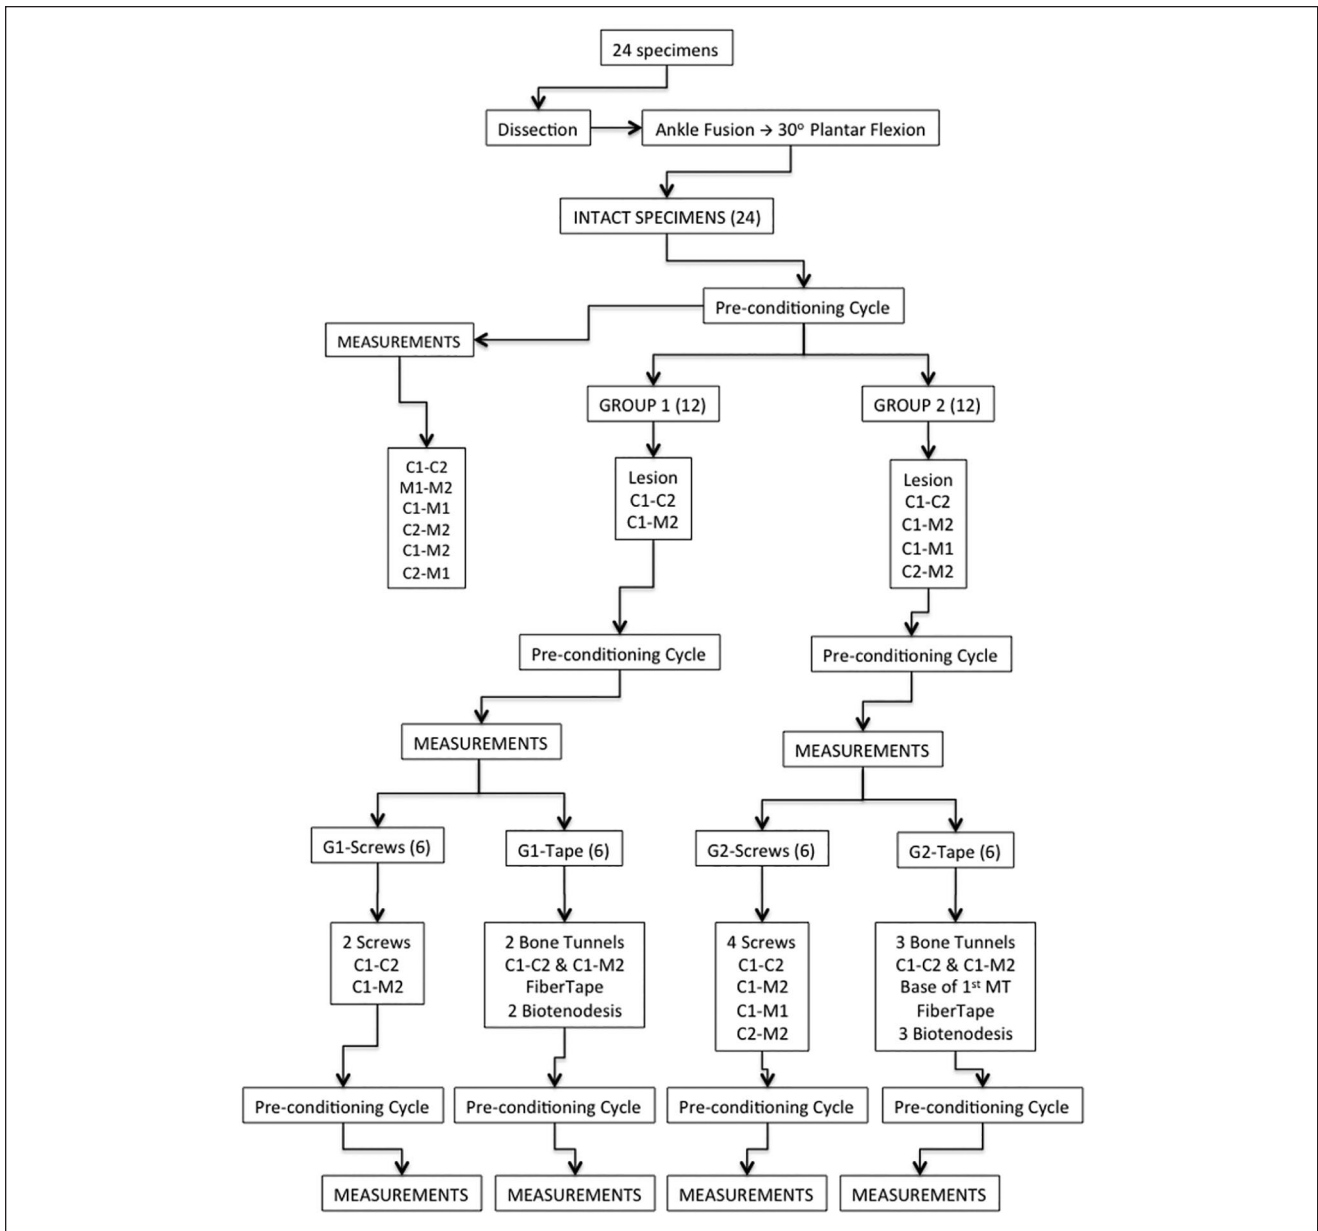 24 specimens
Dissection
Ankle Fusion → 30° Plantar Flexion
INTACT SPECIMENS (24)
Pre-conditioning Cycle
MEASUREMENTS
C1-C2
M1-M2
C1-M1
C2-M2
C1-M2
C2-M1
GROUP 1 (12)
Lesion
C1-C2
C1-M2
Pre-conditioning Cycle
MEASUREMENTS
GROUP 2 (12)
Lesion
C1-C2
C1-M2
C1-M1
C2-M2
Pre-conditioning Cycle
MEASUREMENTS
G1-Screws (6)
2 Screws
C1-C2
C1-M2
Pre-conditioning Cycle
MEASUREMENTS
G1-Tape (6)
2 Bone Tunnels
C1-C2 & C1-M2
FiberTape
2 Biotenodesis
Pre-conditioning Cycle
MEASUREMENTS
G2-Screws (6)
4 Screws
C1-C2
C1-M2
C1-M1
C2-M2
Pre-conditioning Cycle
MEASUREMENTS
G2-Tape (6)
3 Bone Tunnels
C1-C2 & C1-M2
Base of 1st MT
FiberTape
3 Biotenodesis
Pre-conditioning Cycle
MEASUREMENTS